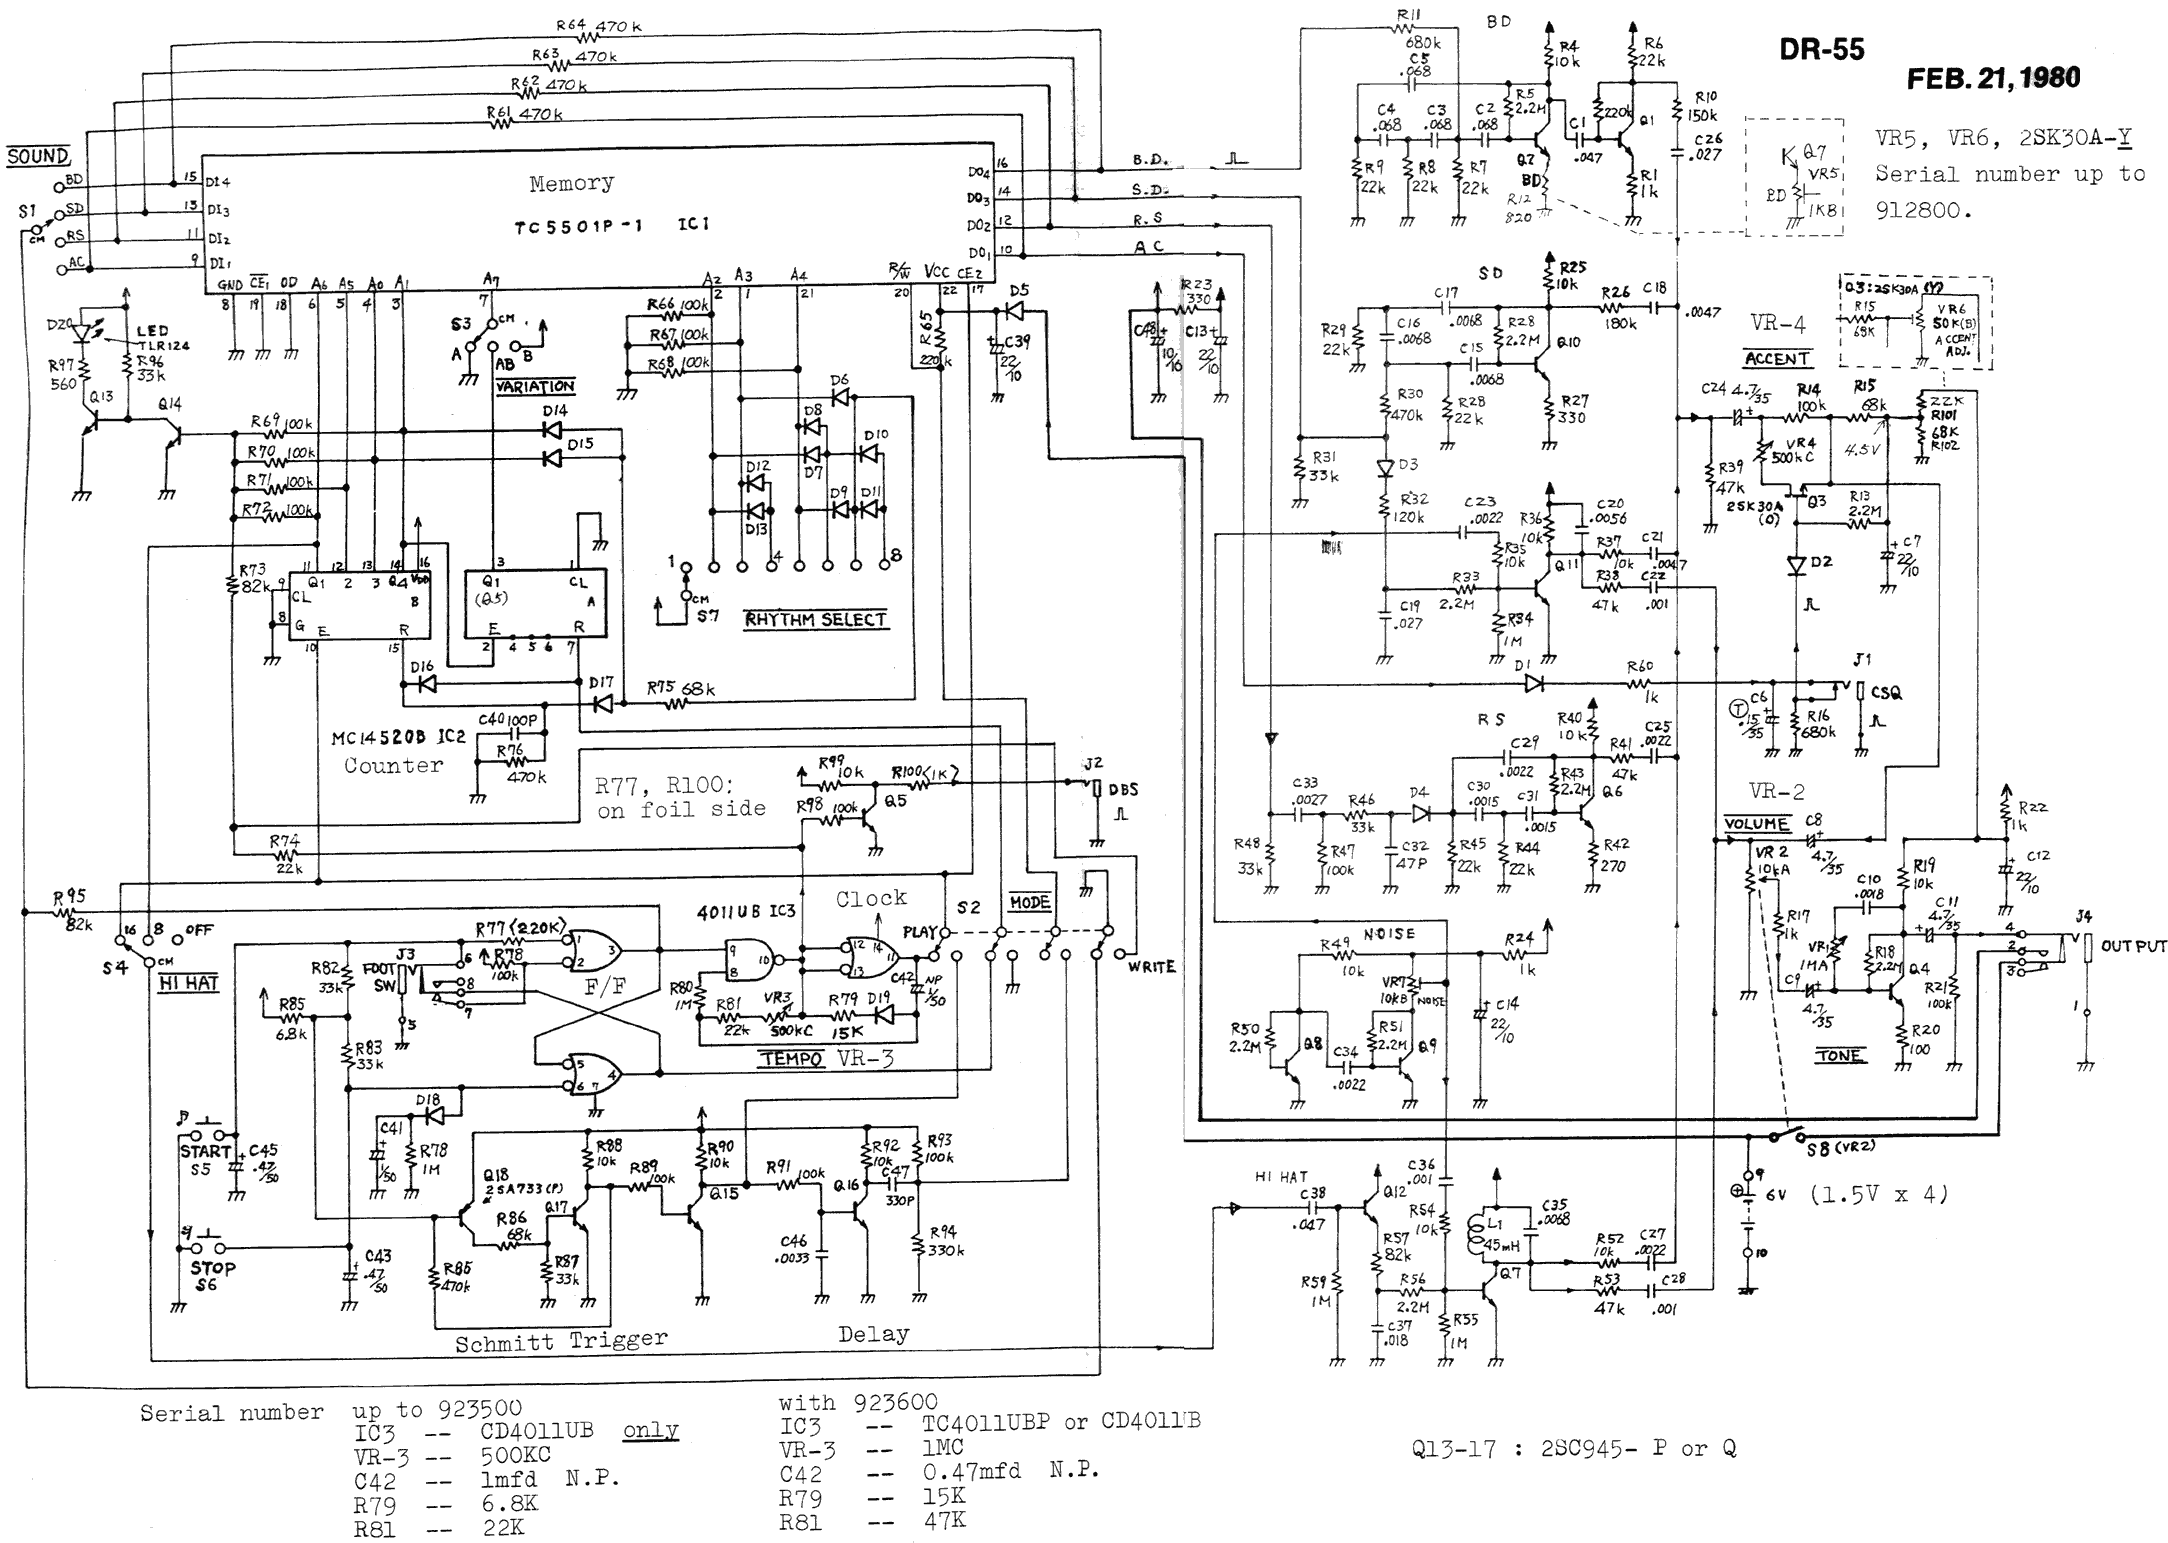 DR-55
FEB. 21, 1980
VR5, VR6, 2SK30A-Y
Serial number up to
912800.
R64 470k
R63 470k
R62 470k
R61 470k
SOUND
S1
BD
SD
RS
AC
CM
15 DI4
13 DI3
11 DI2
9 DI1
Memory
TC5501P-1 IC1
DO4 16
DO3 14
DO2 12
DO1 10
B.D.
S.D.
R.S
AC
GND CE1 OD A6 A5 A0 A1 A7 A2 A3 A4 R/W VCC CE2
8 19 18 6 5 4 3 7 2 1 21 20 22 17
D20
LED
TLR124
R97
560
R96
33k
Q13
Q14
S3
CM
A
AB
B
VARIATION
R66 100k
R67 100k
R68 100k
R65
220k
D5
C39
22/10
R69 100k
R70 100k
R71 100k
R72 100k
R73
82k
D14
D15
D6
D8
D7
D10
D12
D13
D9
D11
1
4
8
CM
S7
RHYTHM SELECT
11 12 13 14 16
Q1 2 3 Q4 VDD
9
CL
8
G
B
E
R
10
15
3
1
Q1
(Q5)
CL
A
E
R
2 4 5 6 7
D16
D17
R75 68k
C40 100P
R76
470k
MC14520B IC2
Counter
R77, R100:
on foil side
R99
10k
R98
100k
Q5
R100 (1K)
J2
DBS
R74
22k
R95
82k
16
8
OFF
CM
S4
HI HAT
R77 (220K)
R78
100k
R82
33k
J3
FOOT
SW
6
8
7
5
R85
6.8k
R83
33k
1
2
3
F/F
5
6
7
4
4011UB IC3
Clock
9
8
10
12
13
14
11
R80
1M
R81
22k
VR3
500kC
R79
15K
D19
C42
NP
1/50
TEMPO VR-3
S2
MODE
PLAY
WRITE
START
S5
C45
.47/50
STOP
S6
C43
.47/50
D18
C41
1/50
R78
1M
Q18
2SA733(P)
R86
68k
Q17
R87
33k
R85
470k
R88
10k
R89
100k
R90
10k
Q15
R91
100k
C46
.0033
R92
10k
Q16
C47
330P
R93
100k
R94
330k
Schmitt Trigger
Delay
R11
680k
BD
C5
.068
C4
.068
C3
.068
C2
.068
R9
22k
R8
22k
R7
22k
R4
10k
R5
2.2M
Q2
BD
R12
820
C1
.047
220k
R6
22k
Q1
R1
1k
R10
150k
C26
.027
Q7
VR5
BD
1KB
C48
10/16
R23
330
C13
22/10
SD
R25
10k
C17
.0068
C16
.0068
R28
2.2M
R29
22k
C15
.0068
Q10
R26
180k
C18
.0047
R30
470k
R28
22k
R27
330
R31
33k
D3
R32
120k
C23
.0022
R36
10k
C20
.0056
R35
10k
Q11
R37
10k
C21
.0047
R38
47k
C22
.001
R33
2.2M
C19
.027
R34
1M
D1
R60
1k
VR-4
ACCENT
Q3:2SK30A (Y)
R15
68K
VR6
50K(B)
ACCENT
ADJ.
C24
4.7/35
R14
100k
R15
68k
22K
R101
68K
R102
R39
47k
VR4
500kC
4.5V
2SK30A
(O)
Q3
R13
2.2M
D2
C7
22/10
J1
CSQ
T
C6
.15/35
R16
680k
RS
R40
10k
C29
.0022
R41
47k
C25
.0022
R43
2.2M
Q6
C33
.0027
R46
33k
D4
C30
.0015
C31
.0015
R48
33k
R47
100k
C32
47P
R45
22k
R44
22k
R42
270
VR-2
VOLUME
VR2
10kA
C8
4.7/35
R22
1k
C12
22/10
R19
10k
C10
.0018
C11
4.7/35
R17
1k
VR1
1MA
R18
2.2M
Q4
R21
100k
C9
4.7/35
R20
100
TONE
J4
4
2
3
1
OUTPUT
NOISE
R49
10k
R24
1k
VR7
10kB
NOISE
C14
22/10
R50
2.2M
Q8
C34
.0022
R51
2.2M
Q9
S8 (VR2)
9
6V (1.5V x 4)
10
HI HAT
C38
.047
Q12
C36
.001
R54
10k
R57
82k
L1
45mH
C35
.0068
R59
1M
R56
2.2M
C37
.018
R55
1M
Q7
R52
10k
C27
.0022
R53
47k
C28
.001
Serial number up to 923500
IC3 -- CD4011UB only
VR-3 -- 500KC
C42 -- 1mfd N.P.
R79 -- 6.8K
R81 -- 22K
with 923600
IC3 -- TC4011UBP or CD4011UB
VR-3 -- 1MC
C42 -- 0.47mfd N.P.
R79 -- 15K
R81 -- 47K
Q13-17 : 2SC945- P or Q